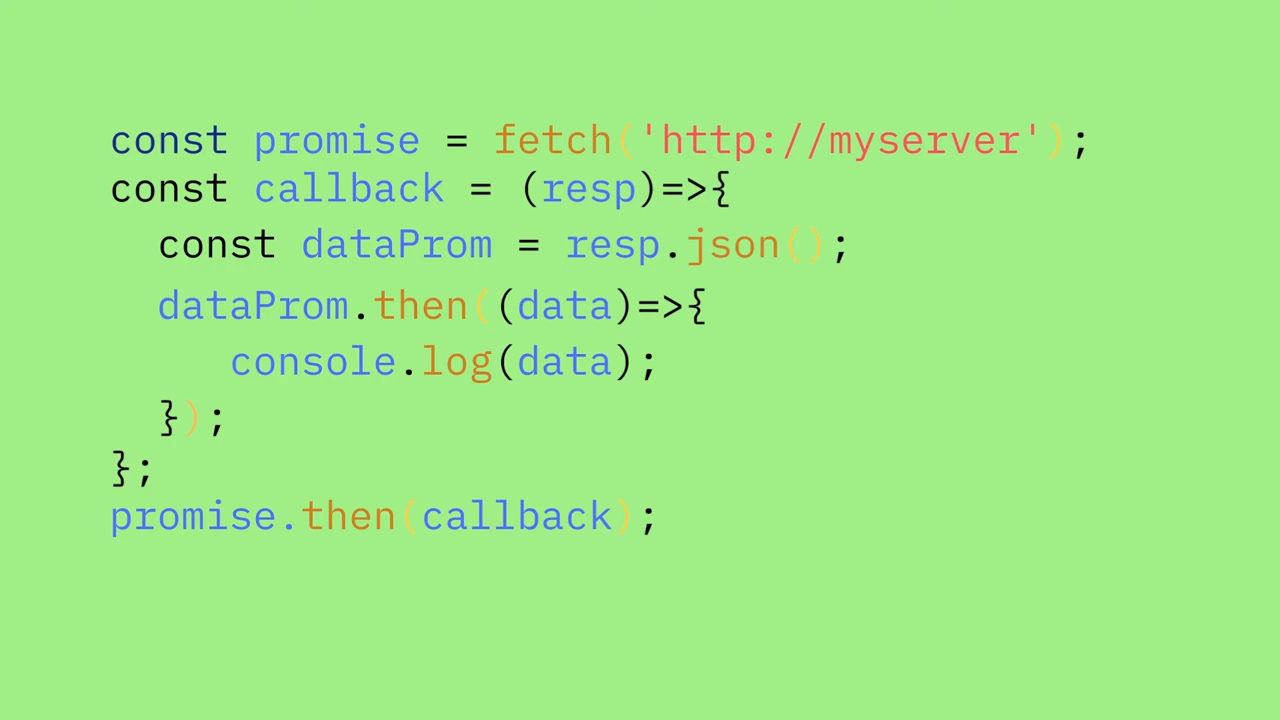 const promise = fetch('http://myserver');
const callback = (resp)=>{
  const dataProm = resp.json();
  dataProm.then((data)=>{
     console.log(data);
  });
};
promise.then(callback);